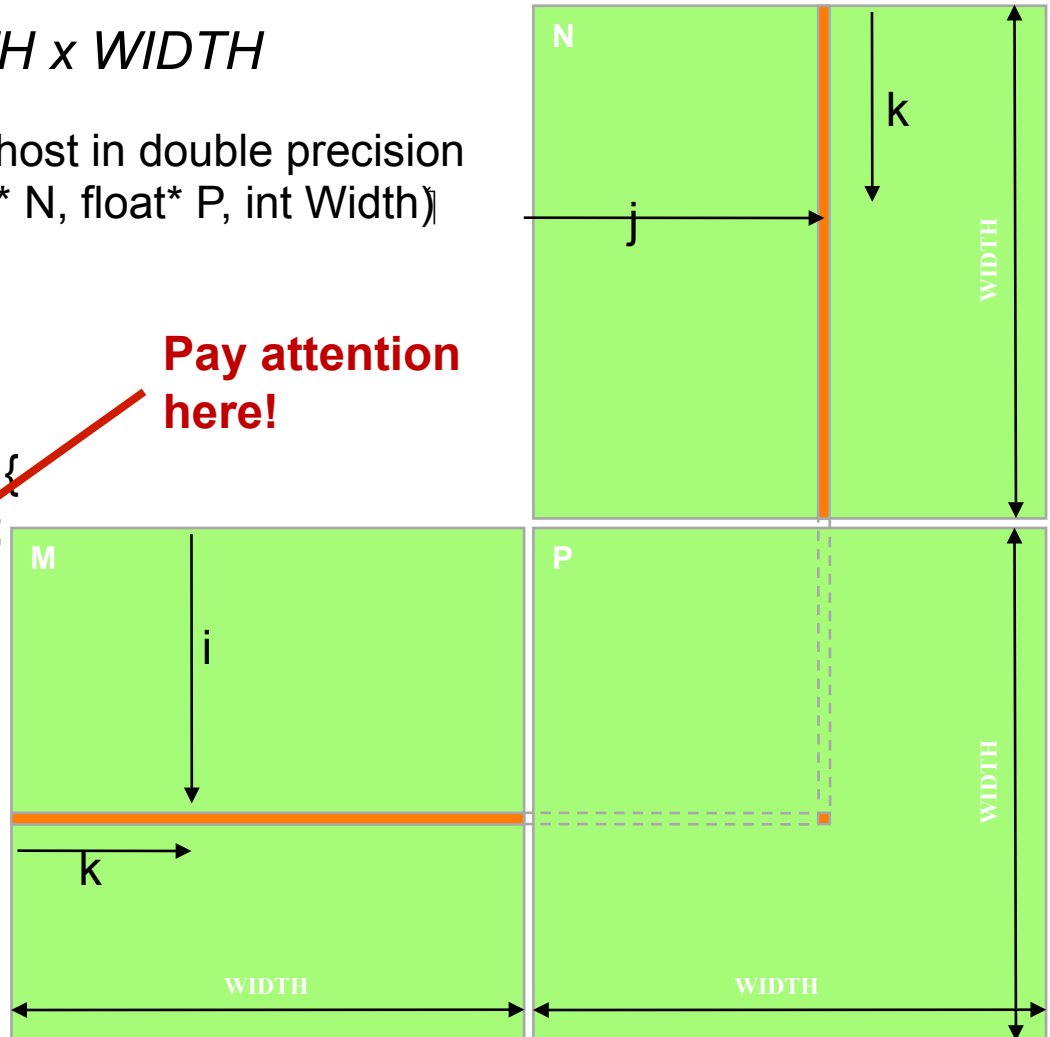 H x WIDTH
host in double precision
* N, float* P, int Width)
Pay attention
here!
{
;
N
k
j
WIDTH
M
i
k
WIDTH
P
WIDTH
WIDTH